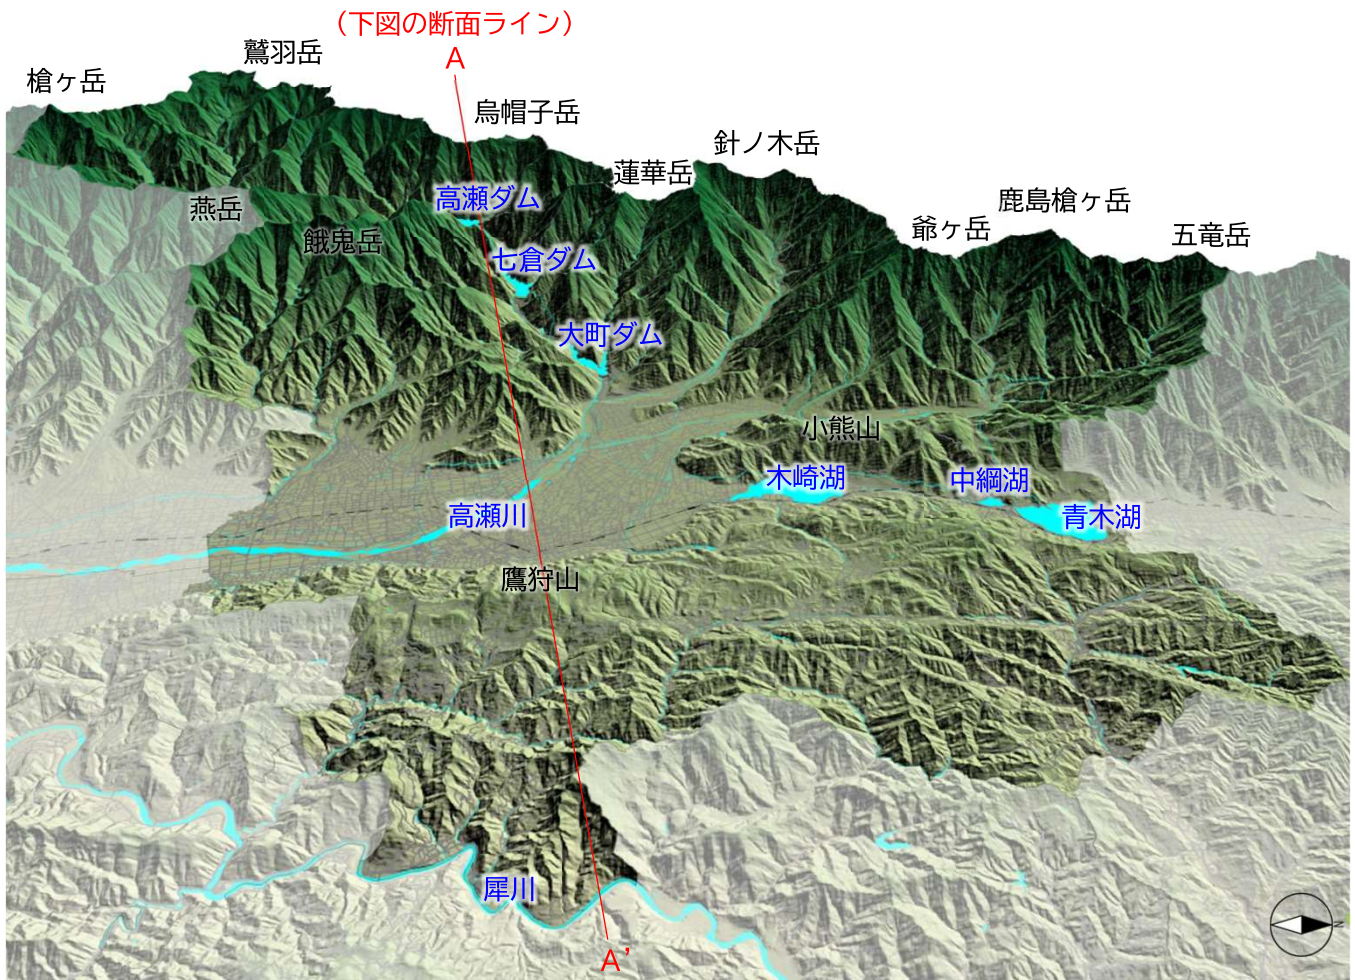 （下図の断面ライン）
A
鷲羽岳
槍ヶ岳
烏帽子岳
針ノ木岳
蓮華岳
高瀬ダム
燕岳
鹿島槍ヶ岳
爺ヶ岳
五竜岳
餓鬼岳
七倉ダム
大町ダム
小熊山
木崎湖
中綱湖
高瀬川
青木湖
鷹狩山
犀川
A’
N